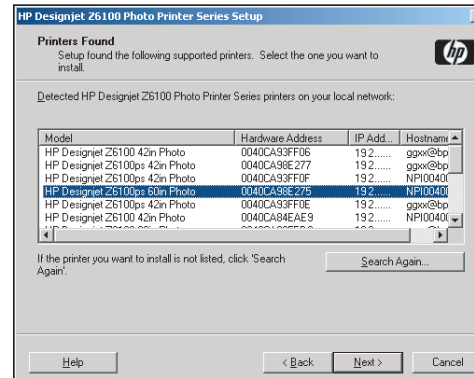 HP Designjet Z6100 Photo Printer Series Setup
Printers Found
Setup found the following supported printers. Select the one you want to
install.
hp
Detected HP Designjet Z6100 Photo Printer Series printers on your local network:
Model Hardware Address IP Add... Hostname
HP Designjet Z6100 42in Photo 0040CA93FF06 192...... ggxx@bp
HP Designjet Z6100ps 42in Photo 0040CA98E277 192...... ggxx@bp
HP Designjet Z6100ps 42in Photo 0040CA93FF0F 192...... NPI00400
HP Designjet Z6100ps 60in Photo 0040CA98E275 192...... NPI00400
HP Designjet Z6100ps 42in Photo 0040CA93FF0E 192...... ggxx@bp
HP Designjet Z6100 42in Photo 0040CA84EAE9 192...... NPI00400
If the printer you want to install is not listed, click 'Search
Again'.
Search Again...
Help
< Back
Next >
Cancel